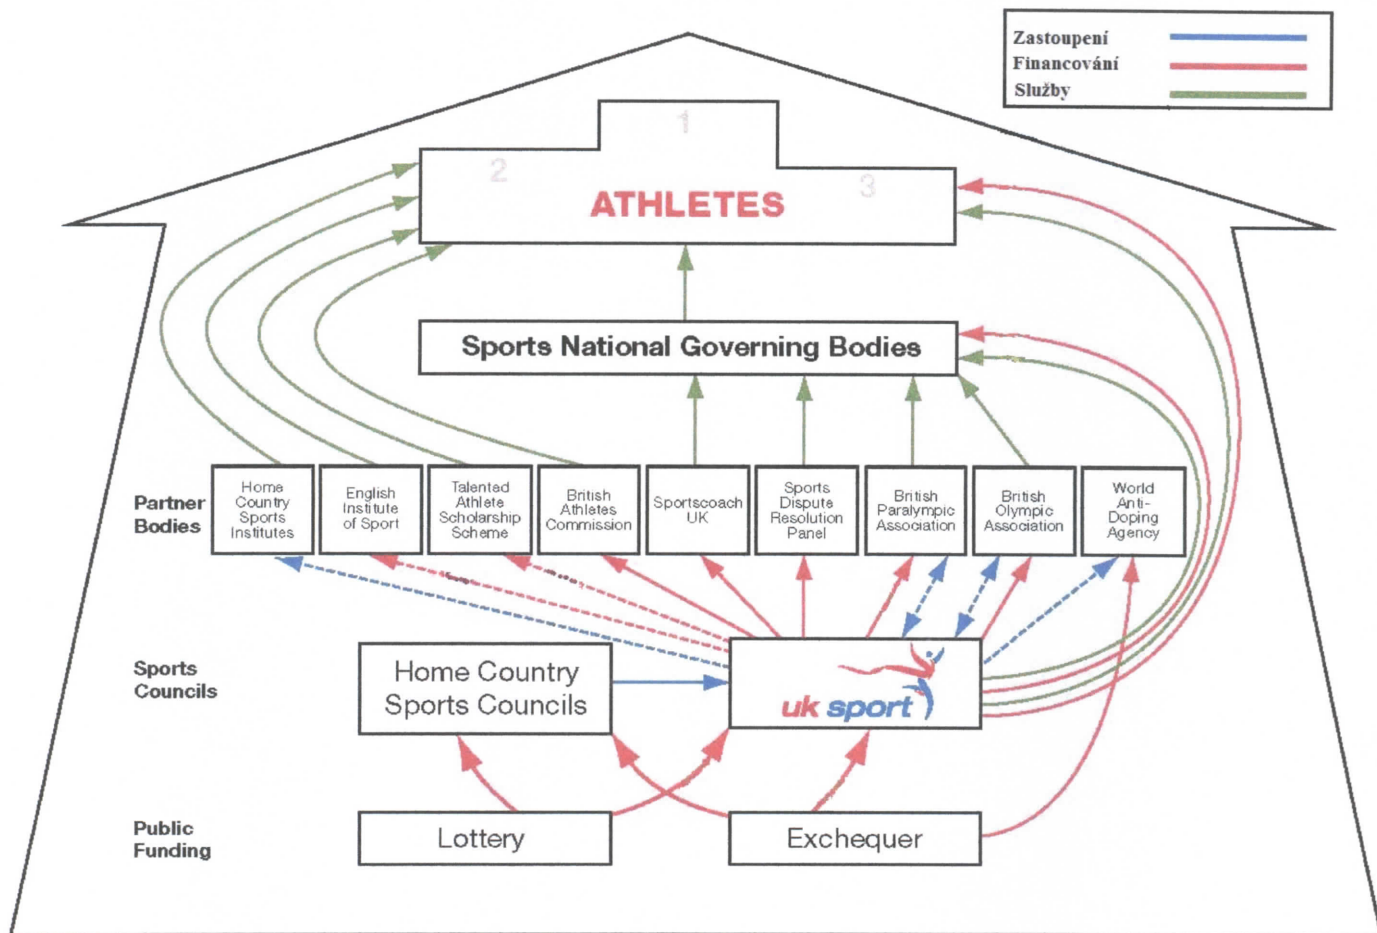 Zastoupení
Financování
Služby
1
2
3
ATHLETES
Sports National Governing Bodies
Partner
Bodies
Home
Country
Sports
Institutes
English
Institute
of Sport
Talented
Athlete
Scholarship
Scheme
British
Athletes
Commission
Sportscoach
UK
Sports
Dispute
Resolution
Panel
British
Paralympic
Association
British
Olympic
Association
World
Anti-
Doping
Agency
Sports
Councils
Home Country
Sports Councils
uk sport
Public
Funding
Lottery
Exchequer